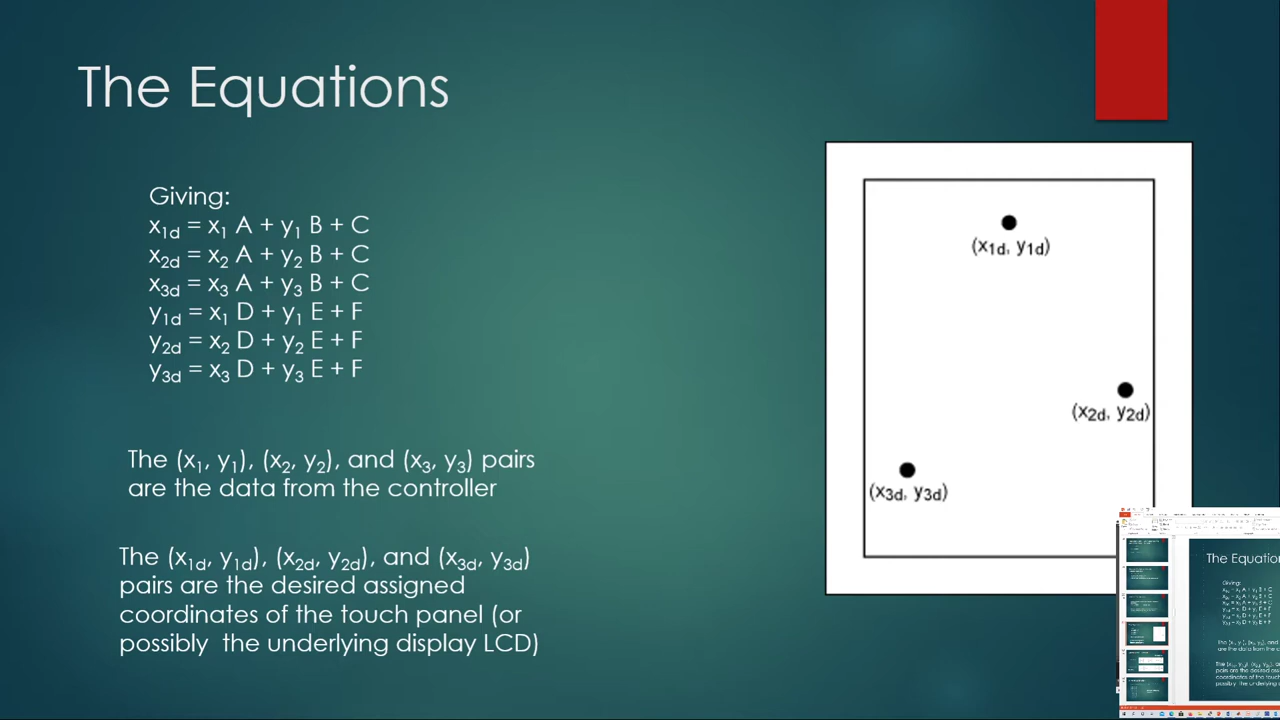 The Equations
Giving:
x1d = x1 A + y1 B + C
x2d = x2 A + y2 B + C
x3d = x3 A + y3 B + C
y1d = x1 D + y1 E + F
y2d = x2 D + y2 E + F
y3d = x3 D + y3 E + F
The (x1, y1), (x2, y2), and (x3, y3) pairs
are the data from the controller
The (x1d, y1d), (x2d, y2d), and (x3d, y3d)
pairs are the desired assigned
coordinates of the touch panel (or
possibly the underlying display LCD)
(x1d, y1d)
(x2d, y2d)
(x3d, y3d)
The Equation
Giving: